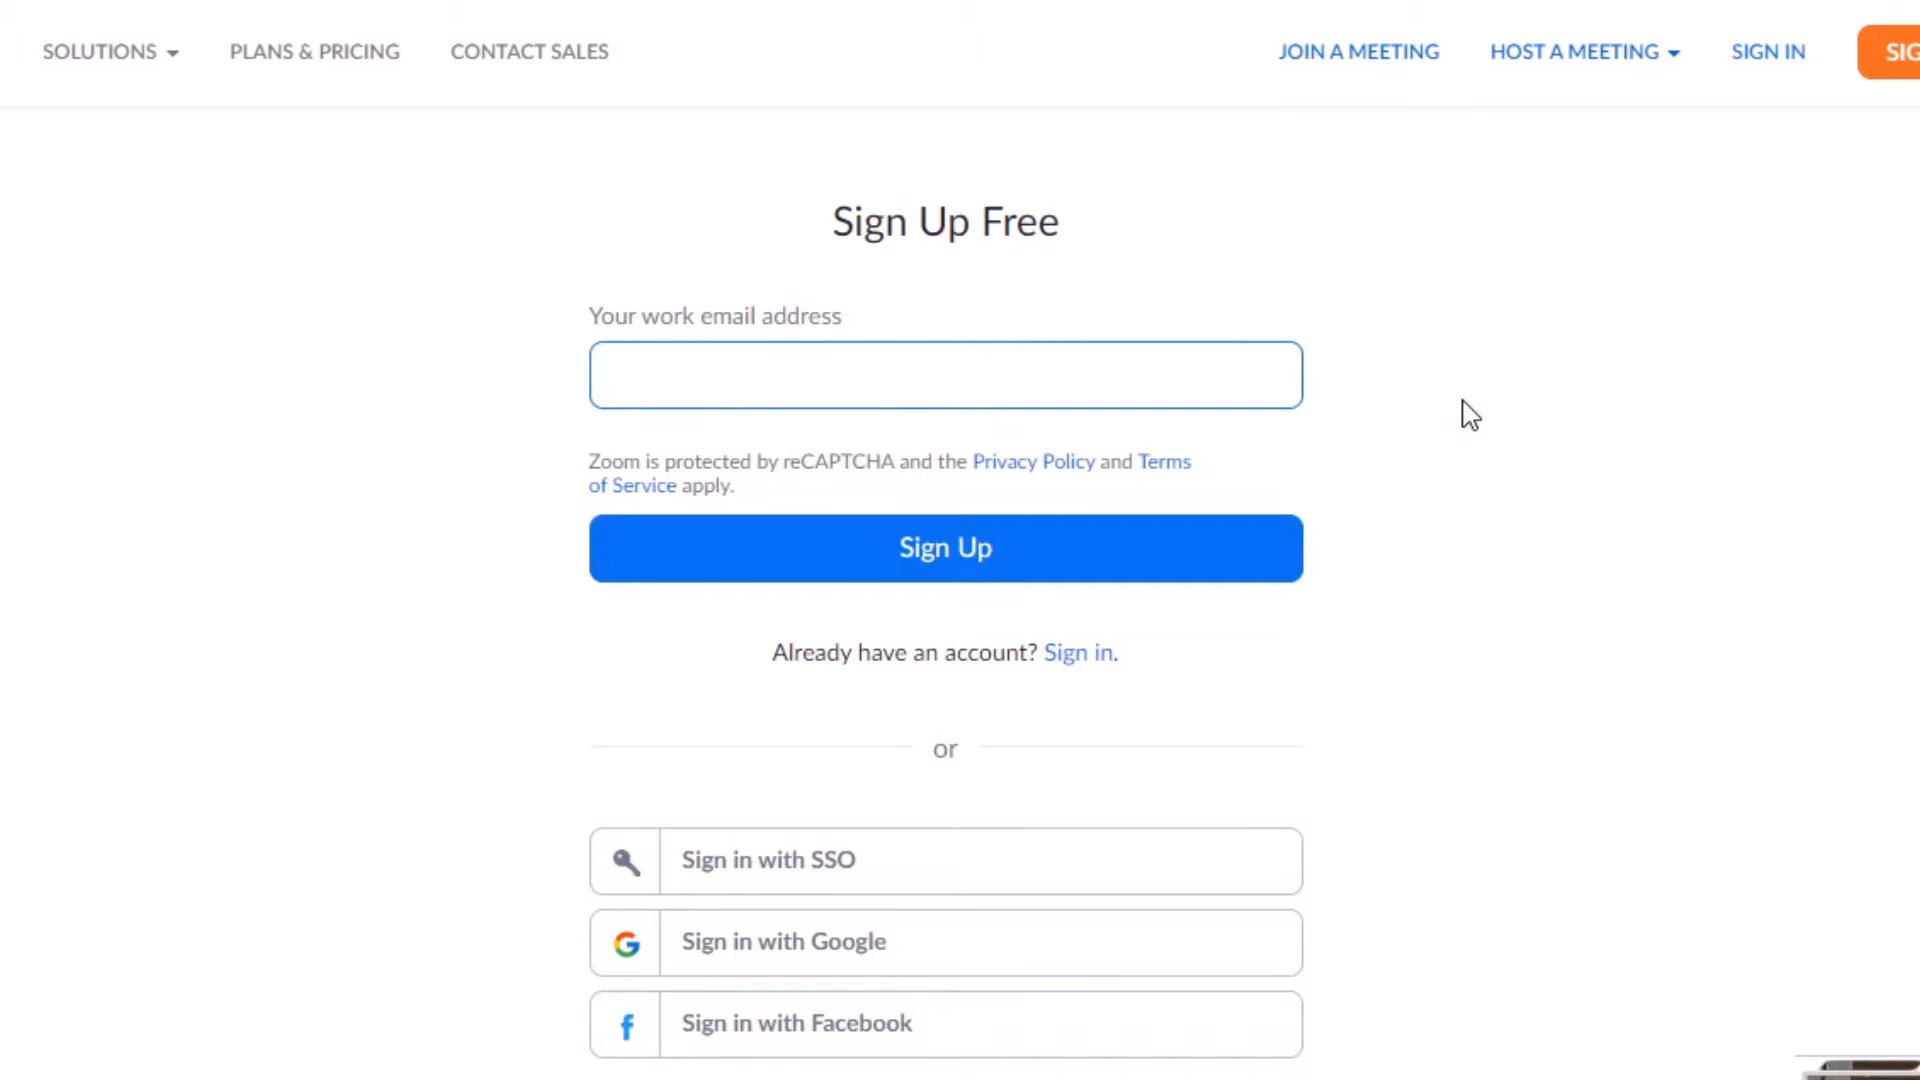 SOLUTIONS PLANS & PRICING CONTACT SALES JOIN A MEETING HOST A MEETING SIGN IN SIG
Sign Up Free
Your work email address
Zoom is protected by reCAPTCHA and the Privacy Policy and Terms
of Service apply.
Sign Up
Already have an account? Sign in.
or
Sign in with SSO
Sign in with Google
Sign in with Facebook